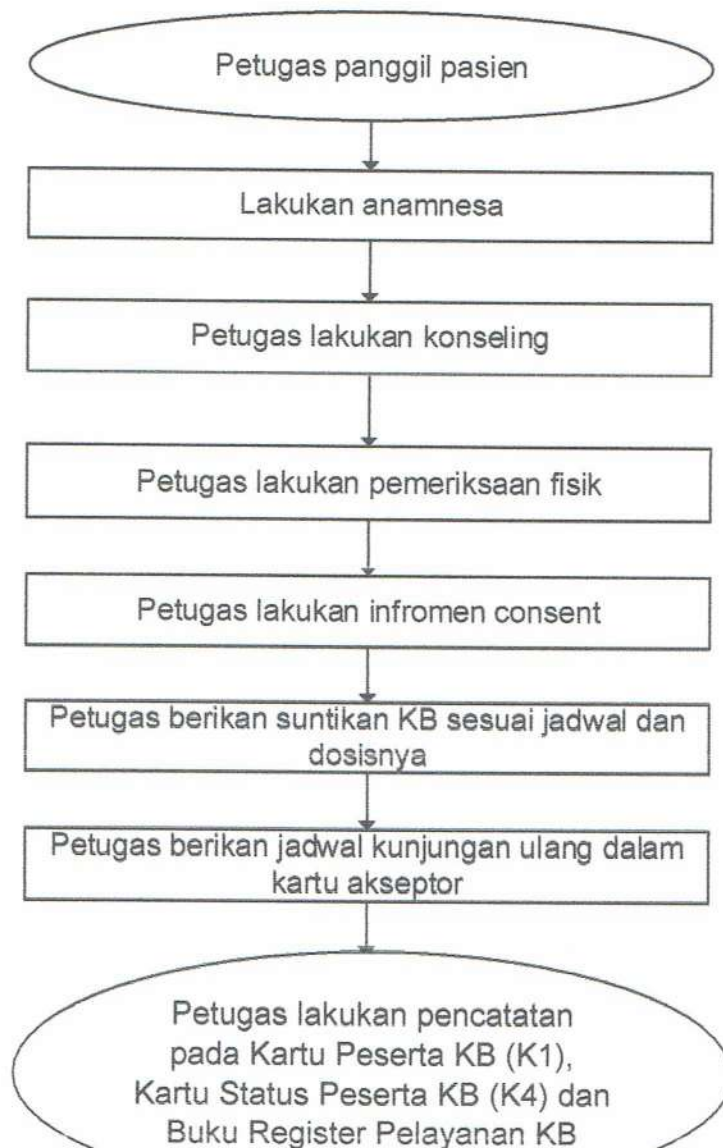 Petugas panggil pasien
Lakukan anamnesa
Petugas lakukan konseling
Petugas lakukan pemeriksaan fisik
Petugas lakukan infromen consent
Petugas berikan suntikan KB sesuai jadwal dan
dosisnya
Petugas berikan jadwal kunjungan ulang dalam
kartu akseptor
Petugas lakukan pencatatan
pada Kartu Peserta KB (K1),
Kartu Status Peserta KB (K4) dan
Buku Register Pelayanan KB